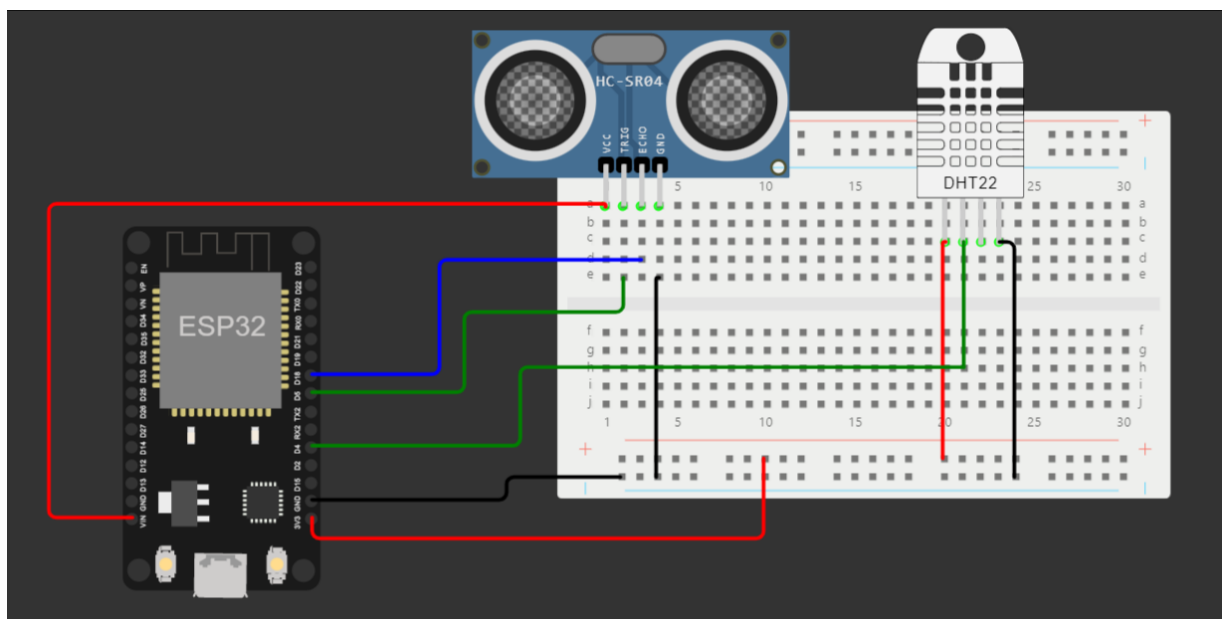 HC-SR04
VCC
TRIG
ECHO
GND
DHT22
+
5
10
15
25
30
a
a
b
b
c
c
d
d
e
e
ESP32
EN
VP
VN
D34
D35
D32
D33
D25
D26
D27
D14
D12
D13
GND
VIN
D23
D22
TX0
RX0
D21
D19
D18
D5
TX2
RX2
D4
D2
D15
GND
3V3
f
f
g
g
h
h
i
i
j
j
1
5
10
15
20
25
30
+
+